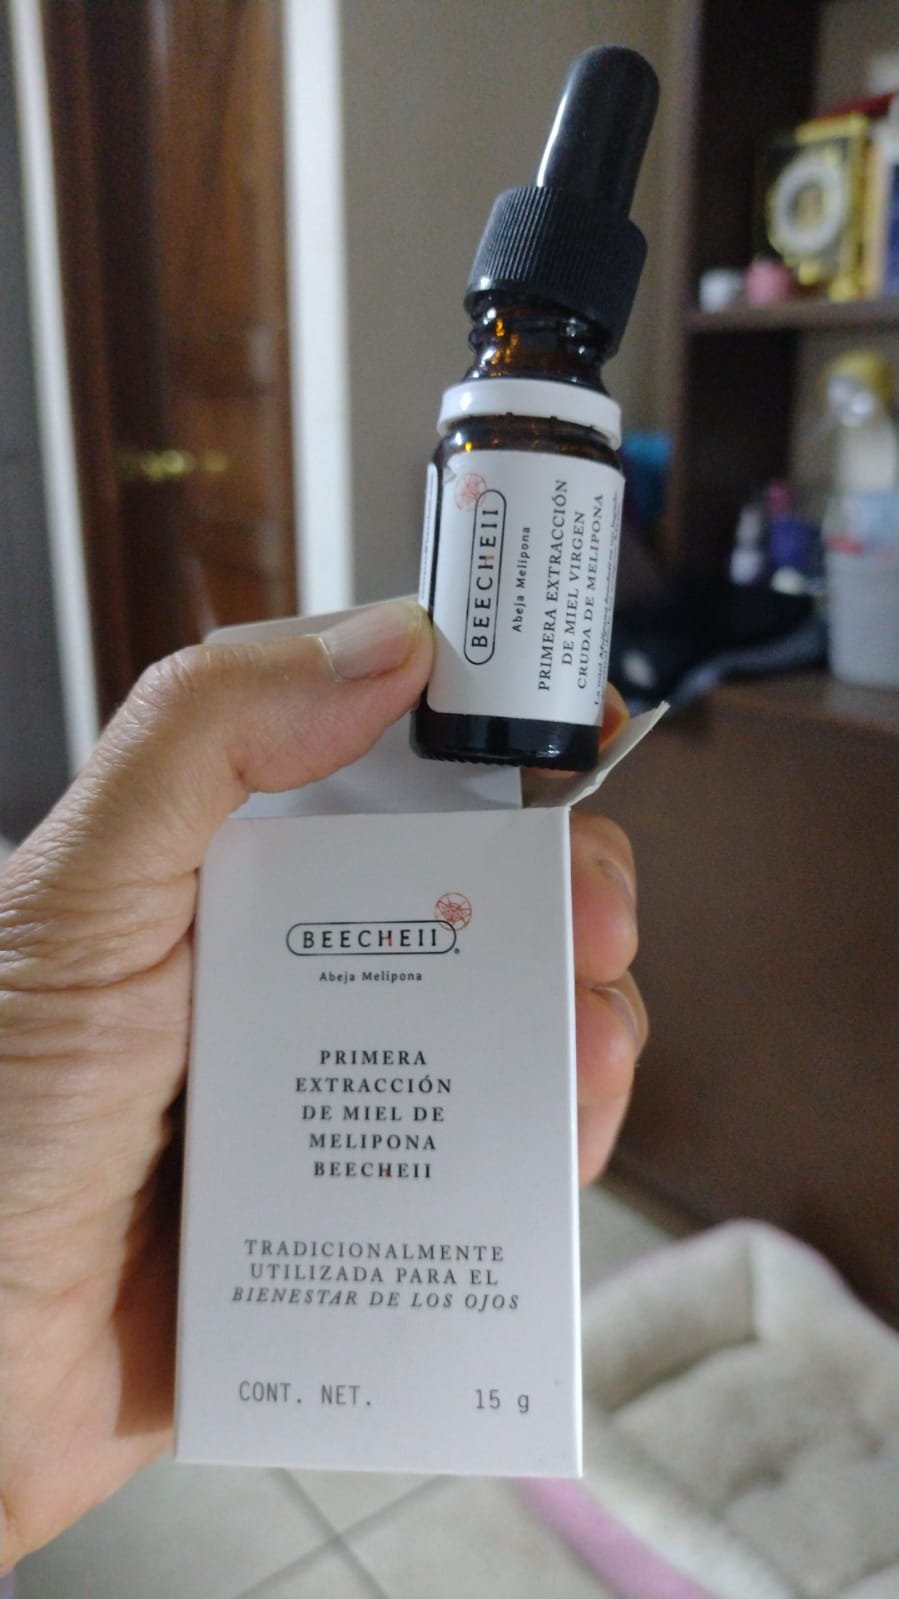 BEECHEII
Abeja Melipona
PRIMERA EXTRACCIÓN
DE MIEL VIRGEN
CRUDA DE MELIPONA
BEECHEII
Abeja Melipona
PRIMERA
EXTRACCIÓN
DE MIEL DE
MELIPONA
BEECHEII
TRADICIONALMENTE
UTILIZADA PARA EL
BIENESTAR DE LOS OJOS
CONT. NET. 15 g